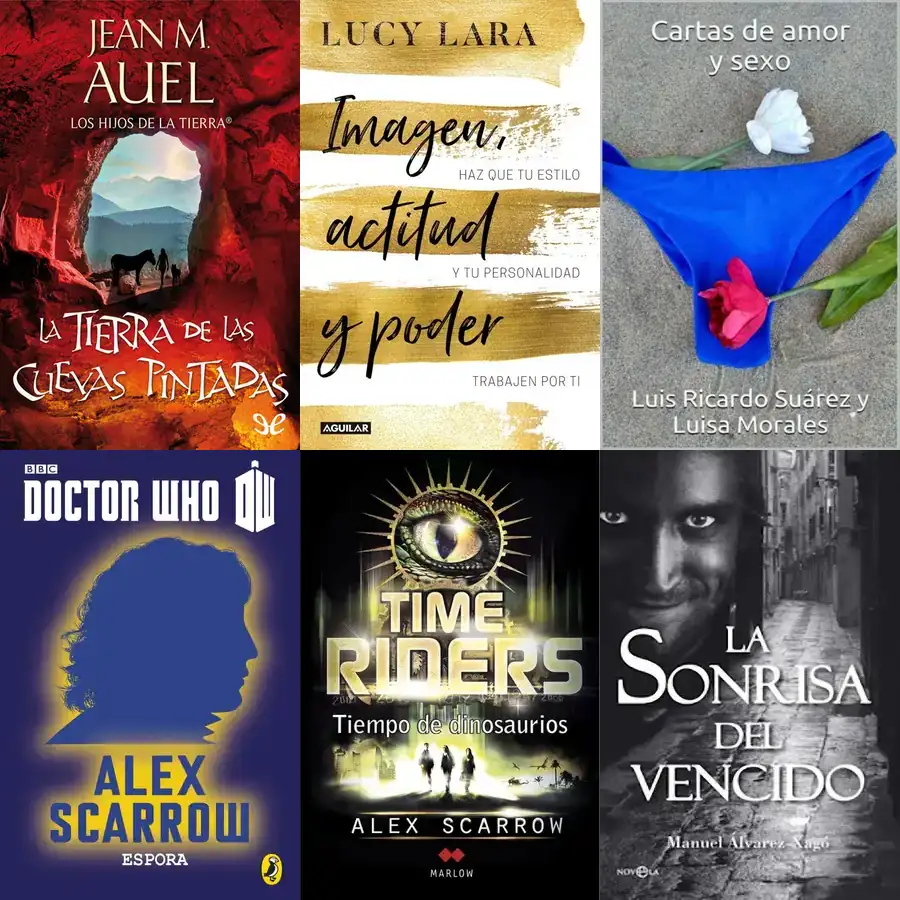 JEAN M.
AUEL
LOS HIJOS DE LA TIERRA®
LA TIERRA DE LAS
CUEVAS PINTADAS
LUCY LARA
Imagen,
HAZ QUE TU ESTILO
actitud
Y TU PERSONALIDAD
y poder
TRABAJEN POR TI
AGUILAR
Cartas de amor
y sexo
Luis Ricardo Suárez y
Luisa Morales
BBC
DOCTOR WHO DW
ALEX
SCARROW
ESPORA
TIME
RIDERS
Tiempo de dinosaurios
ALEX SCARROW
MARLOW
LA
SONRISA
DEL
VENCIDO
Manuel Álvarez-Xagó
NOVELA